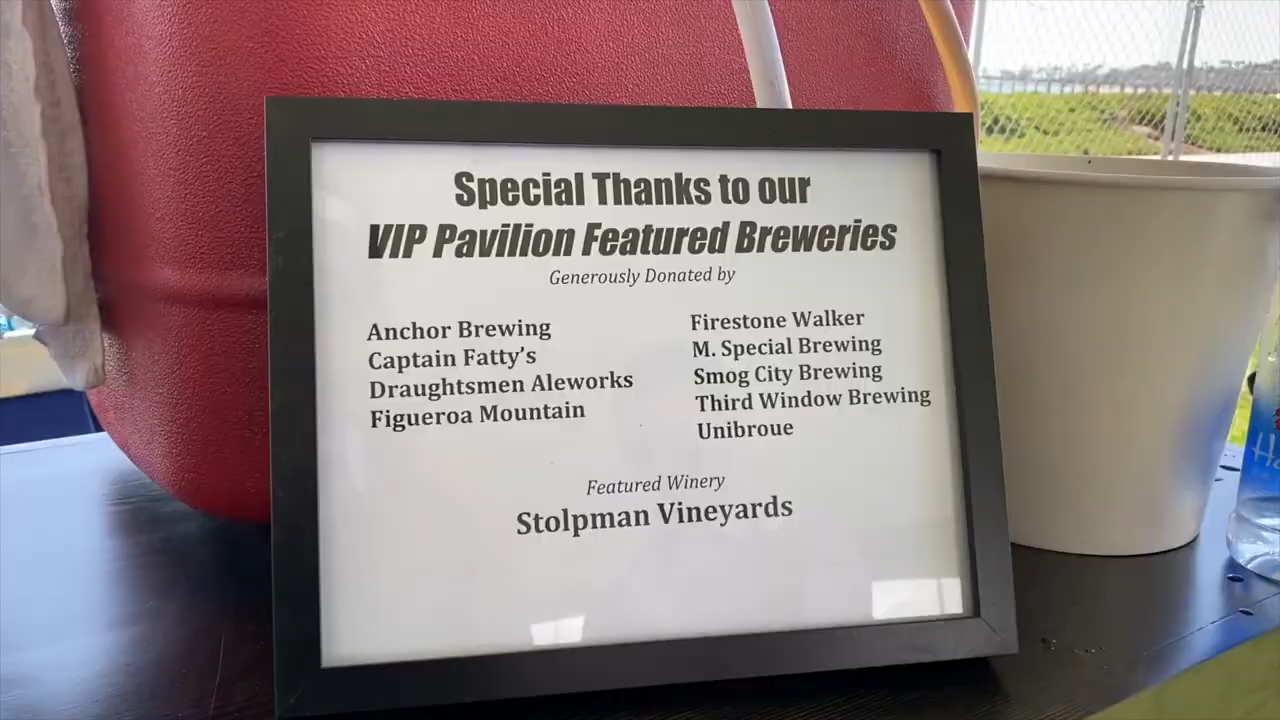 Special Thanks to our
VIP Pavilion Featured Breweries
Generously Donated by
Anchor Brewing
Captain Fatty's
Draughtsmen Aleworks
Figueroa Mountain
Firestone Walker
M. Special Brewing
Smog City Brewing
Third Window Brewing
Unibroue
Featured Winery
Stolpman Vineyards